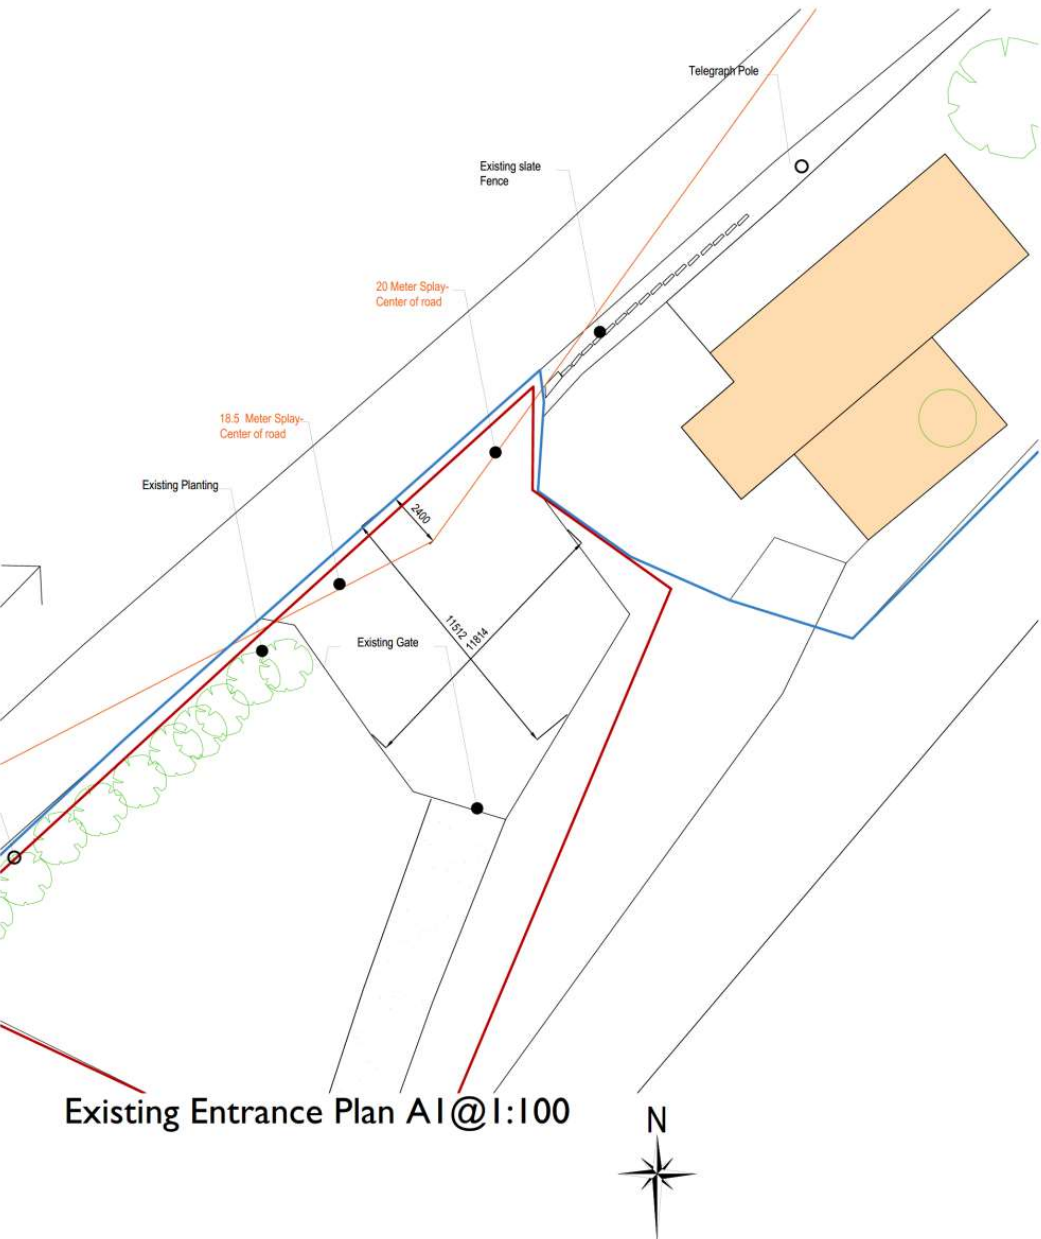 Telegraph Pole
Existing slate
Fence
20 Meter Splay-
Center of road
18.5 Meter Splay-
Center of road
Existing Planting
2400
11512
11814
Existing Gate
Existing Entrance Plan A1@1:100
N